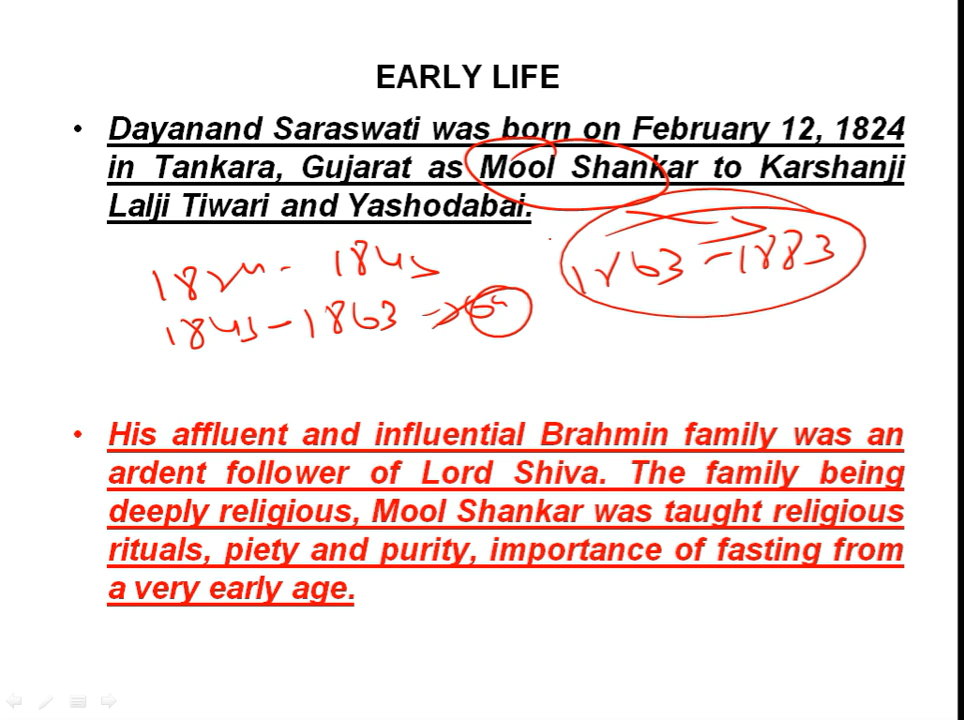 EARLY LIFE
• Dayanand Saraswati was born on February 12, 1824
in Tankara, Gujarat as Mool Shankar to Karshanji
Lalji Tiwari and Yashodabai.
1824 - 1845
1863 - 1883
1845 - 1863 →
• His affluent and influential Brahmin family was an
ardent follower of Lord Shiva. The family being
deeply religious, Mool Shankar was taught religious
rituals, piety and purity, importance of fasting from
a very early age.